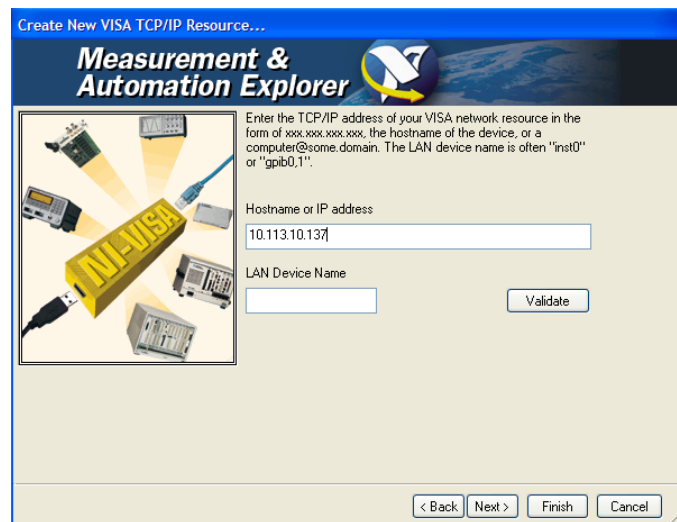 Create New VISA TCP/IP Resource...
Measurement &
Automation Explorer
Enter the TCP/IP address of your VISA network resource in the
form of xxx.xxx.xxx.xxx, the hostname of the device, or a
computer@some.domain. The LAN device name is often "inst0"
or "gpib0,1".
NI-VISA
Hostname or IP address
10.113.10.137
LAN Device Name
Validate
< Back Next > Finish Cancel